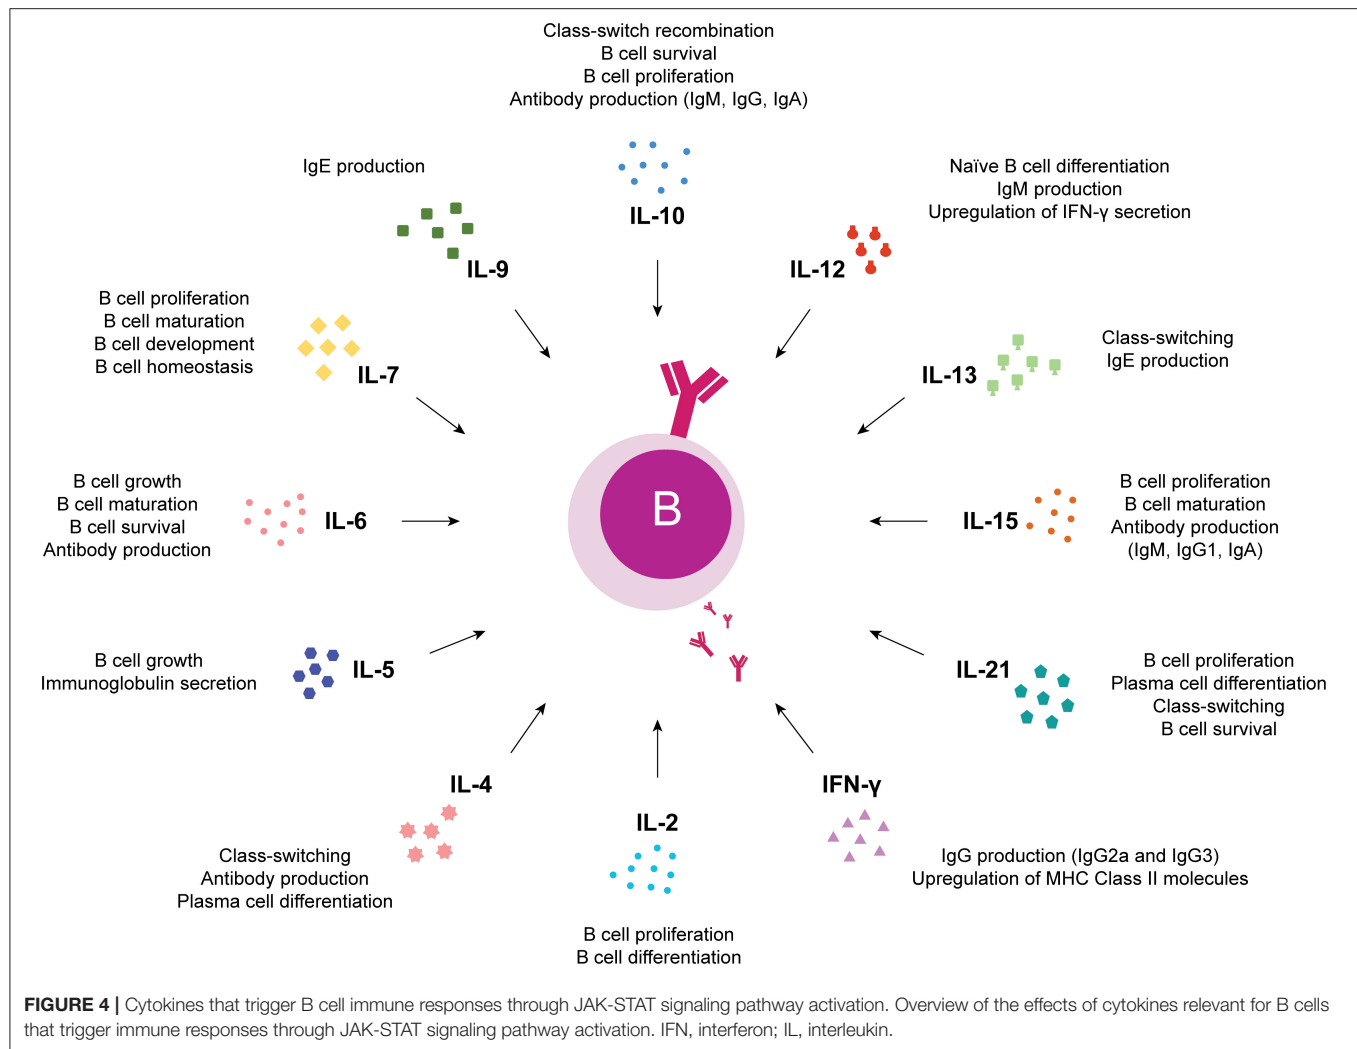 Class-switch recombination
B cell survival
B cell proliferation
Antibody production (IgM, IgG, IgA)
IL-10
IgE production
IL-9
Naïve B cell differentiation
IgM production
Upregulation of IFN-γ secretion
IL-12
B cell proliferation
B cell maturation
B cell development
B cell homeostasis
IL-7
Class-switching
IgE production
IL-13
B cell growth
B cell maturation
B cell survival
Antibody production
IL-6
B
B cell proliferation
B cell maturation
Antibody production
(IgM, IgG1, IgA)
IL-15
B cell growth
Immunoglobulin secretion
IL-5
B cell proliferation
Plasma cell differentiation
Class-switching
B cell survival
IL-21
IL-4
Class-switching
Antibody production
Plasma cell differentiation
IL-2
B cell proliferation
B cell differentiation
IFN-γ
IgG production (IgG2a and IgG3)
Upregulation of MHC Class II molecules
FIGURE 4 | Cytokines that trigger B cell immune responses through JAK-STAT signaling pathway activation. Overview of the effects of cytokines relevant for B cells
that trigger immune responses through JAK-STAT signaling pathway activation. IFN, interferon; IL, interleukin.